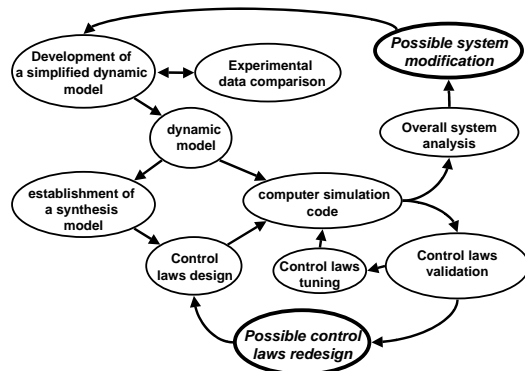 Development of
a simplified dynamic
model
Experimental
data comparison
Possible system
modification
dynamic
model
Overall system
analysis
establishment of
a synthesis
model
computer simulation
code
Control
laws design
Control laws
tuning
Control laws
validation
Possible control
laws redesign